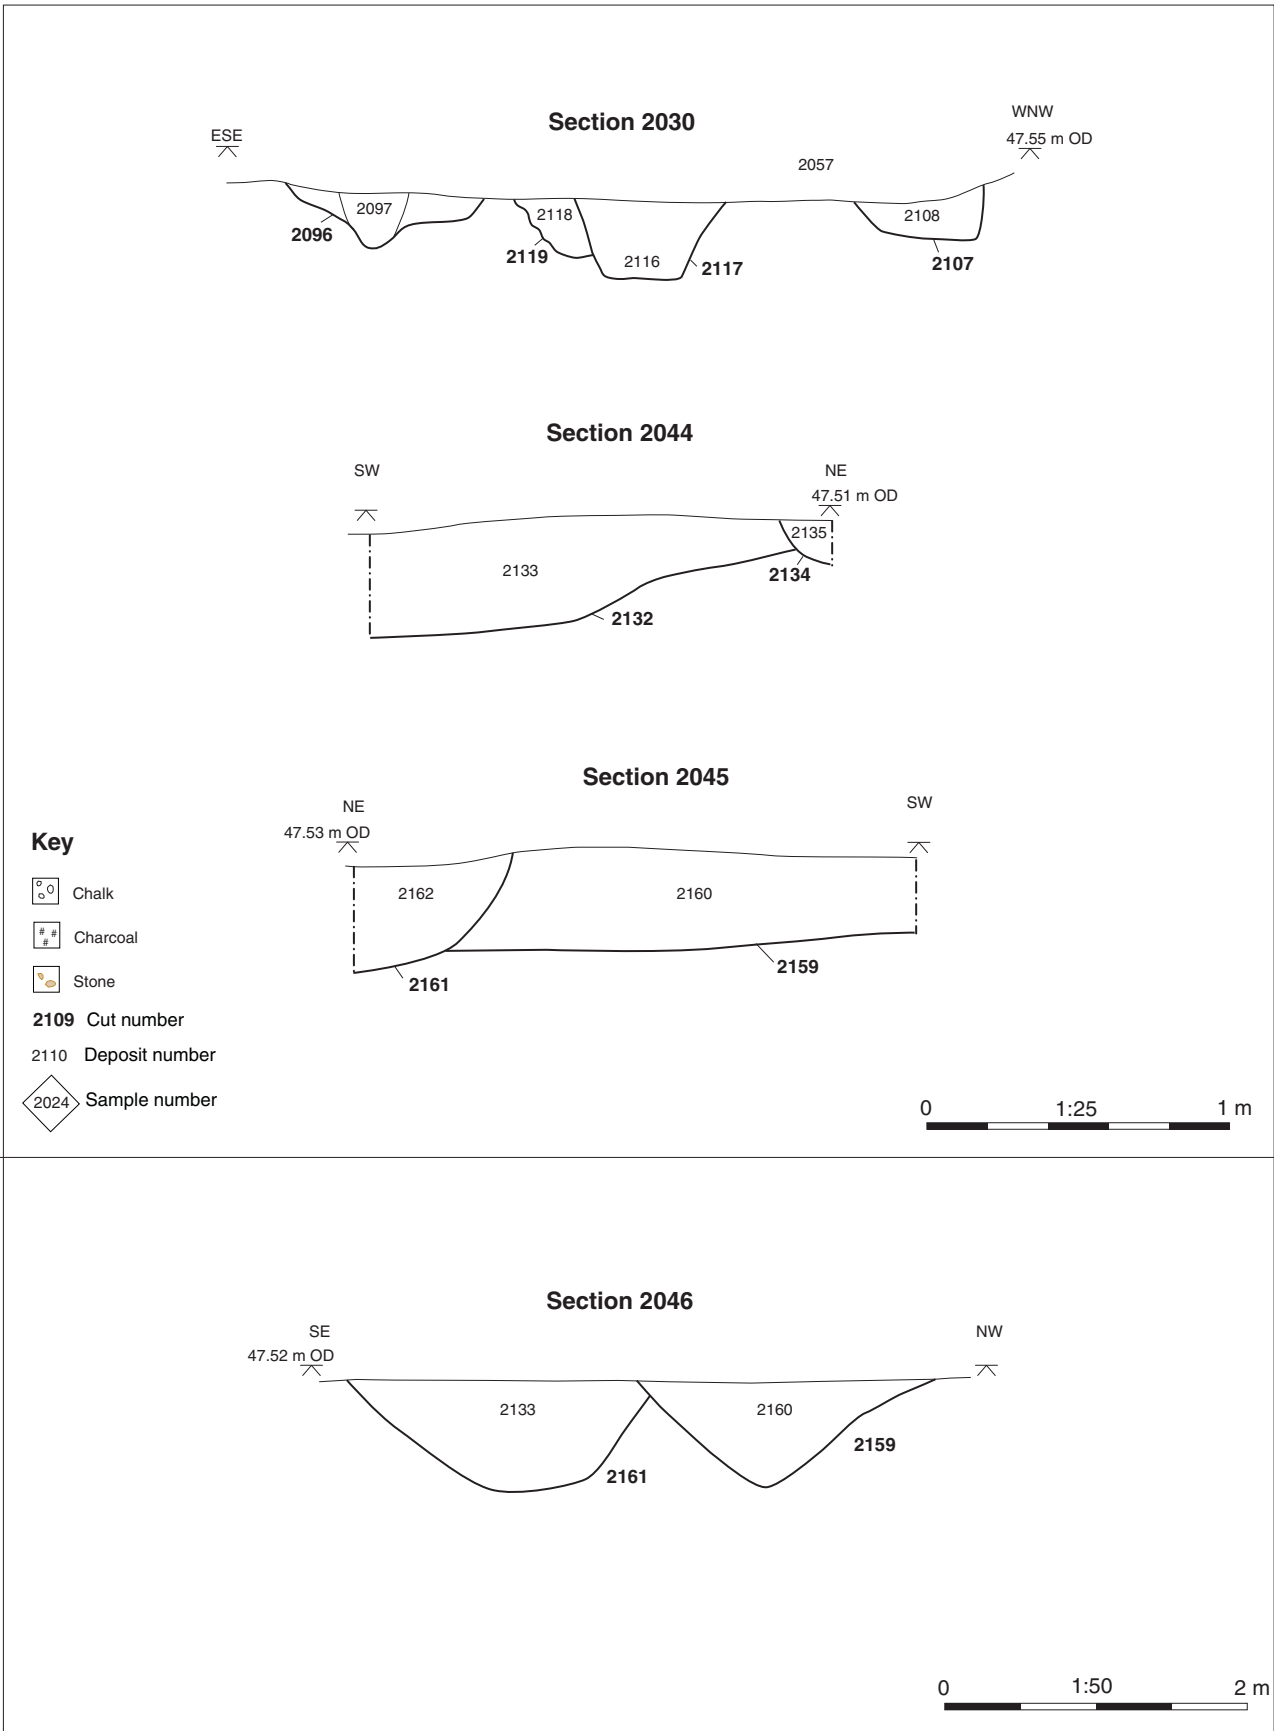 Section 2030
ESE
WNW
47.55 m OD
2057
2097
2096
2118
2119
2116
2117
2108
2107
Section 2044
SW
NE
47.51 m OD
2135
2133
2134
2132
Section 2045
NE
SW
47.53 m OD
2162
2160
2159
2161
Key
Chalk
Charcoal
Stone
2109 Cut number
2110 Deposit number
2024 Sample number
0 1:25 1 m
Section 2046
SE
NW
47.52 m OD
2133
2160
2159
2161
0 1:50 2 m